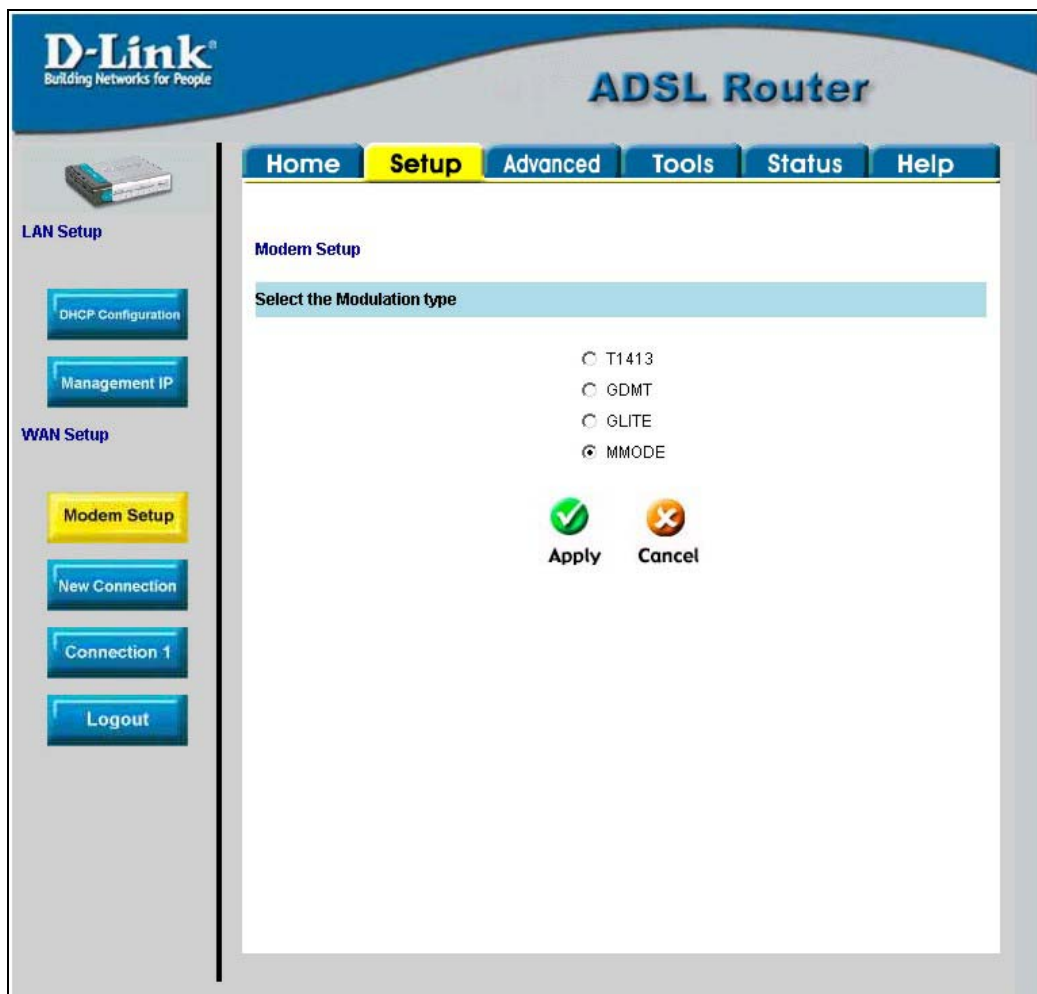 D-Link®
Building Networks for People
ADSL Router
Home Setup Advanced Tools Status Help
LAN Setup
DHCP Configuration
Management IP
WAN Setup
Modem Setup
New Connection
Connection 1
Logout
Modem Setup
Select the Modulation type
T1413
GDMT
GLITE
MMODE
Apply Cancel